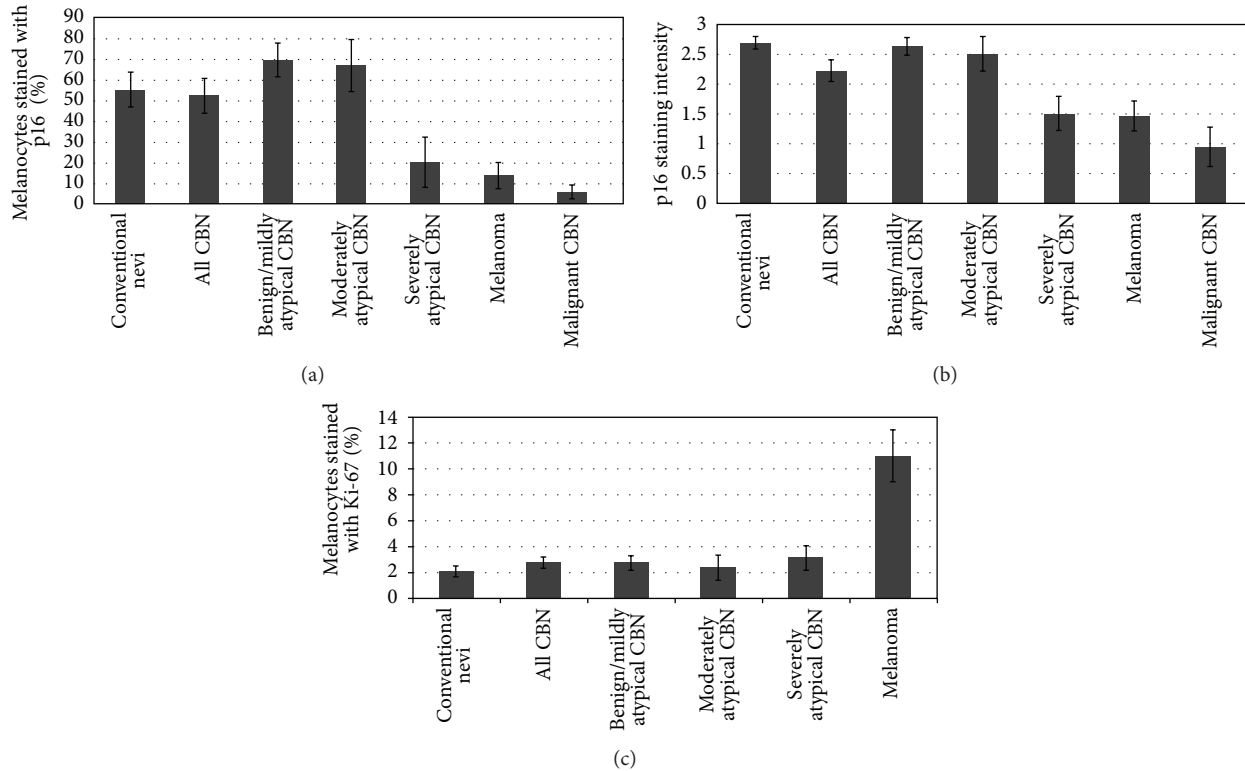 Melanocytes stained with
p16 (%)
90
80
70
60
50
40
30
20
10
0
Conventional
nevi
All CBN
Benign/mildly
atypical CBN
Moderately
atypical CBN
Severely
atypical CBN
Melanoma
Malignant CBN
(a)
p16 staining intensity
3
2.5
2
1.5
1
0.5
0
Conventional
nevi
All CBN
Benign/mildly
atypical CBN
Moderately
atypical CBN
Severely
atypical CBN
Melanoma
Malignant CBN
(b)
Melanocytes stained
with Ki-67 (%)
14
12
10
8
6
4
2
0
Conventional
nevi
All CBN
Benign/mildly
atypical CBN
Moderately
atypical CBN
Severely
atypical CBN
Melanoma
(c)